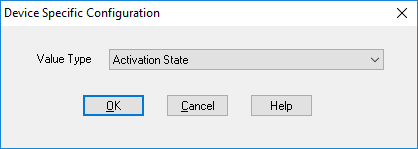 Device Specific Configuration
Value Type Activation State
OK Cancel Help